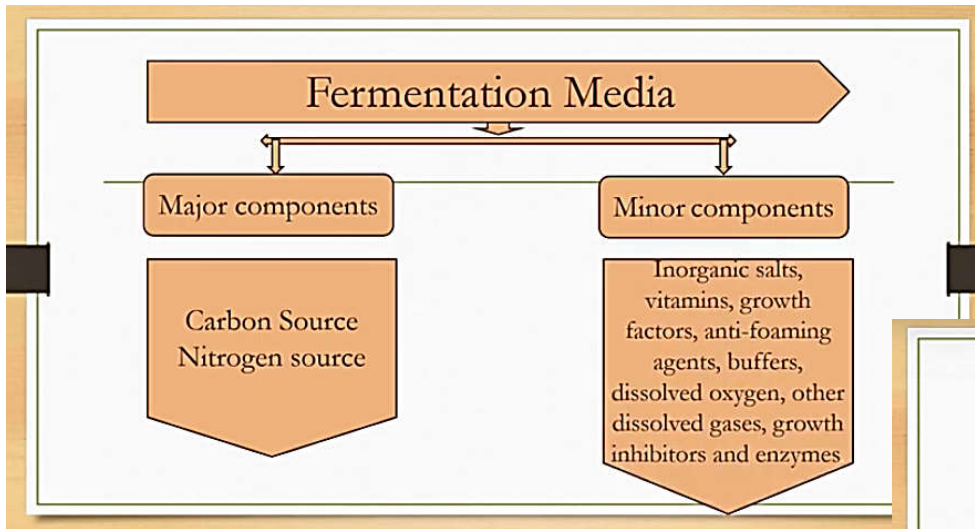 Fermentation Media
Major components
Minor components
Carbon Source
Nitrogen source
Inorganic salts,
vitamins, growth
factors, anti-foaming
agents, buffers,
dissolved oxygen, other
dissolved gases, growth
inhibitors and enzymes